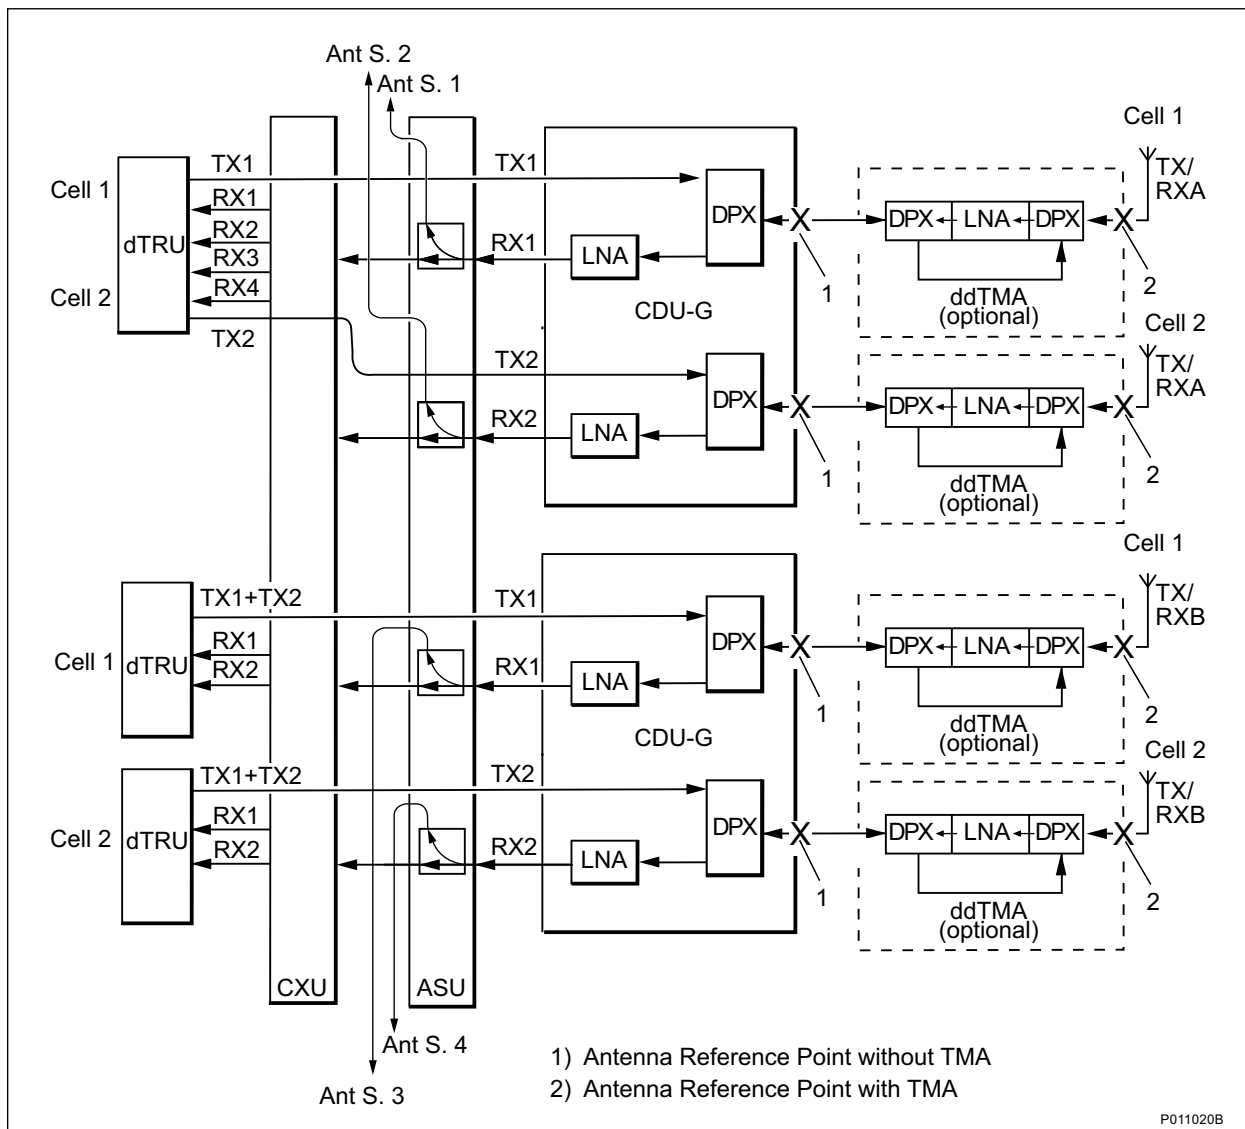 Ant S. 2
Ant S. 1
Cell 1
TX1
TX1
TX/
RXA
Cell 1
RX1
DPX
X
DPX
LNA
DPX
X
RX2
dTRU
RX1
LNA
RX3
1
2
Cell 2
RX4
CDU-G
ddTMA
(optional)
TX2
Cell 2
TX2
TX/
RXA
DPX
X
DPX
LNA
DPX
X
RX2
LNA
1
2
ddTMA
(optional)
Cell 1
TX1+TX2
TX1
TX/
RXB
RX1
DPX
X
DPX
LNA
DPX
X
Cell 1
dTRU
RX2
RX1
LNA
1
2
CDU-G
ddTMA
(optional)
Cell 2
TX1+TX2
TX2
TX/
RXB
RX1
DPX
X
DPX
LNA
DPX
X
Cell 2
dTRU
RX2
RX2
LNA
1
2
ddTMA
(optional)
CXU
ASU
Ant S. 4
Ant S. 3
1) Antenna Reference Point without TMA
2) Antenna Reference Point with TMA
P011020B